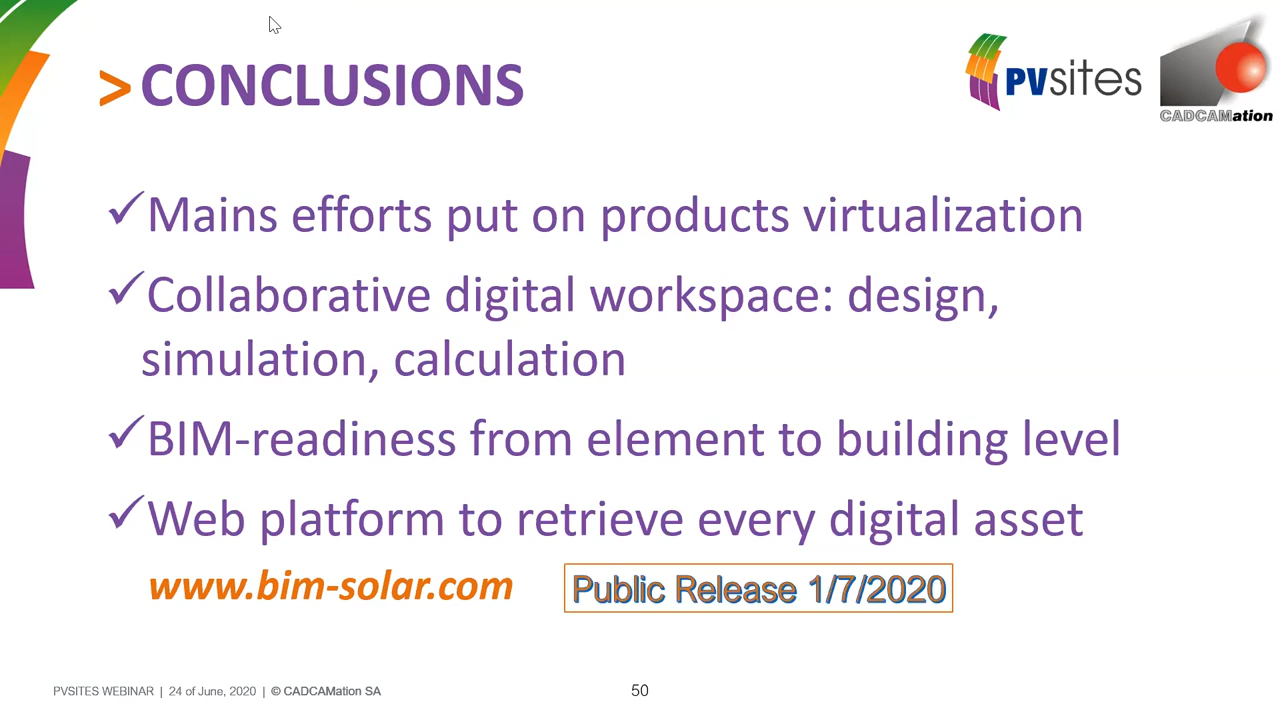 >CONCLUSIONS
PVsites
CADCAMation
✓Mains efforts put on products virtualization
✓Collaborative digital workspace: design,
simulation, calculation
✓BIM-readiness from element to building level
✓Web platform to retrieve every digital asset
www.bim-solar.com
Public Release 1/7/2020
PVSITES WEBINAR | 24 of June, 2020 | © CADCAMation SA
50